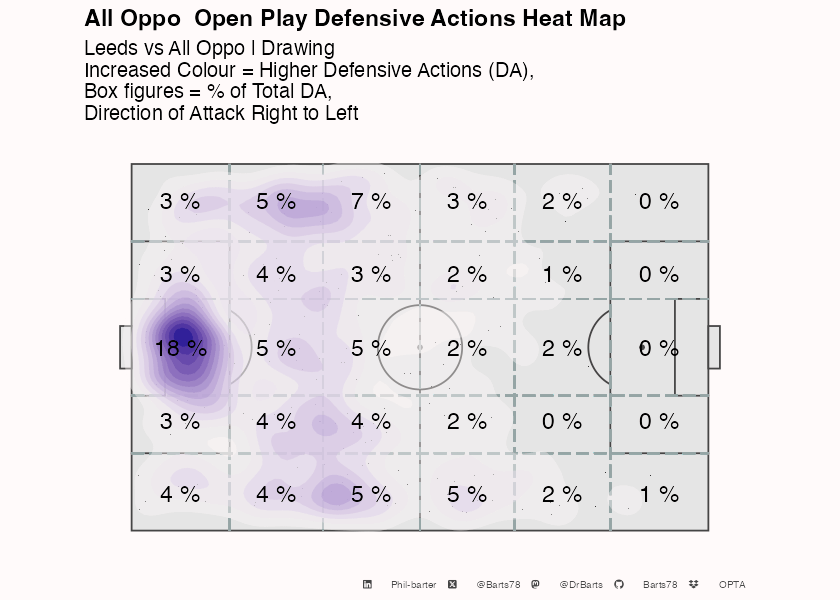 All Oppo  Open Play Defensive Actions Heat Map
Leeds vs All Oppo | Drawing
Increased Colour = Higher Defensive Actions (DA),
Box figures = % of Total DA,
Direction of Attack Right to Left
3 % 5 % 7 % 3 % 2 % 0 %
3 % 4 % 3 % 2 % 1 % 0 %
18 % 5 % 5 % 2 % 2 % 0 %
3 % 4 % 4 % 2 % 0 % 0 %
4 % 4 % 5 % 5 % 2 % 1 %
Phil-barter @Barts78 @DrBarts Barts78 OPTA